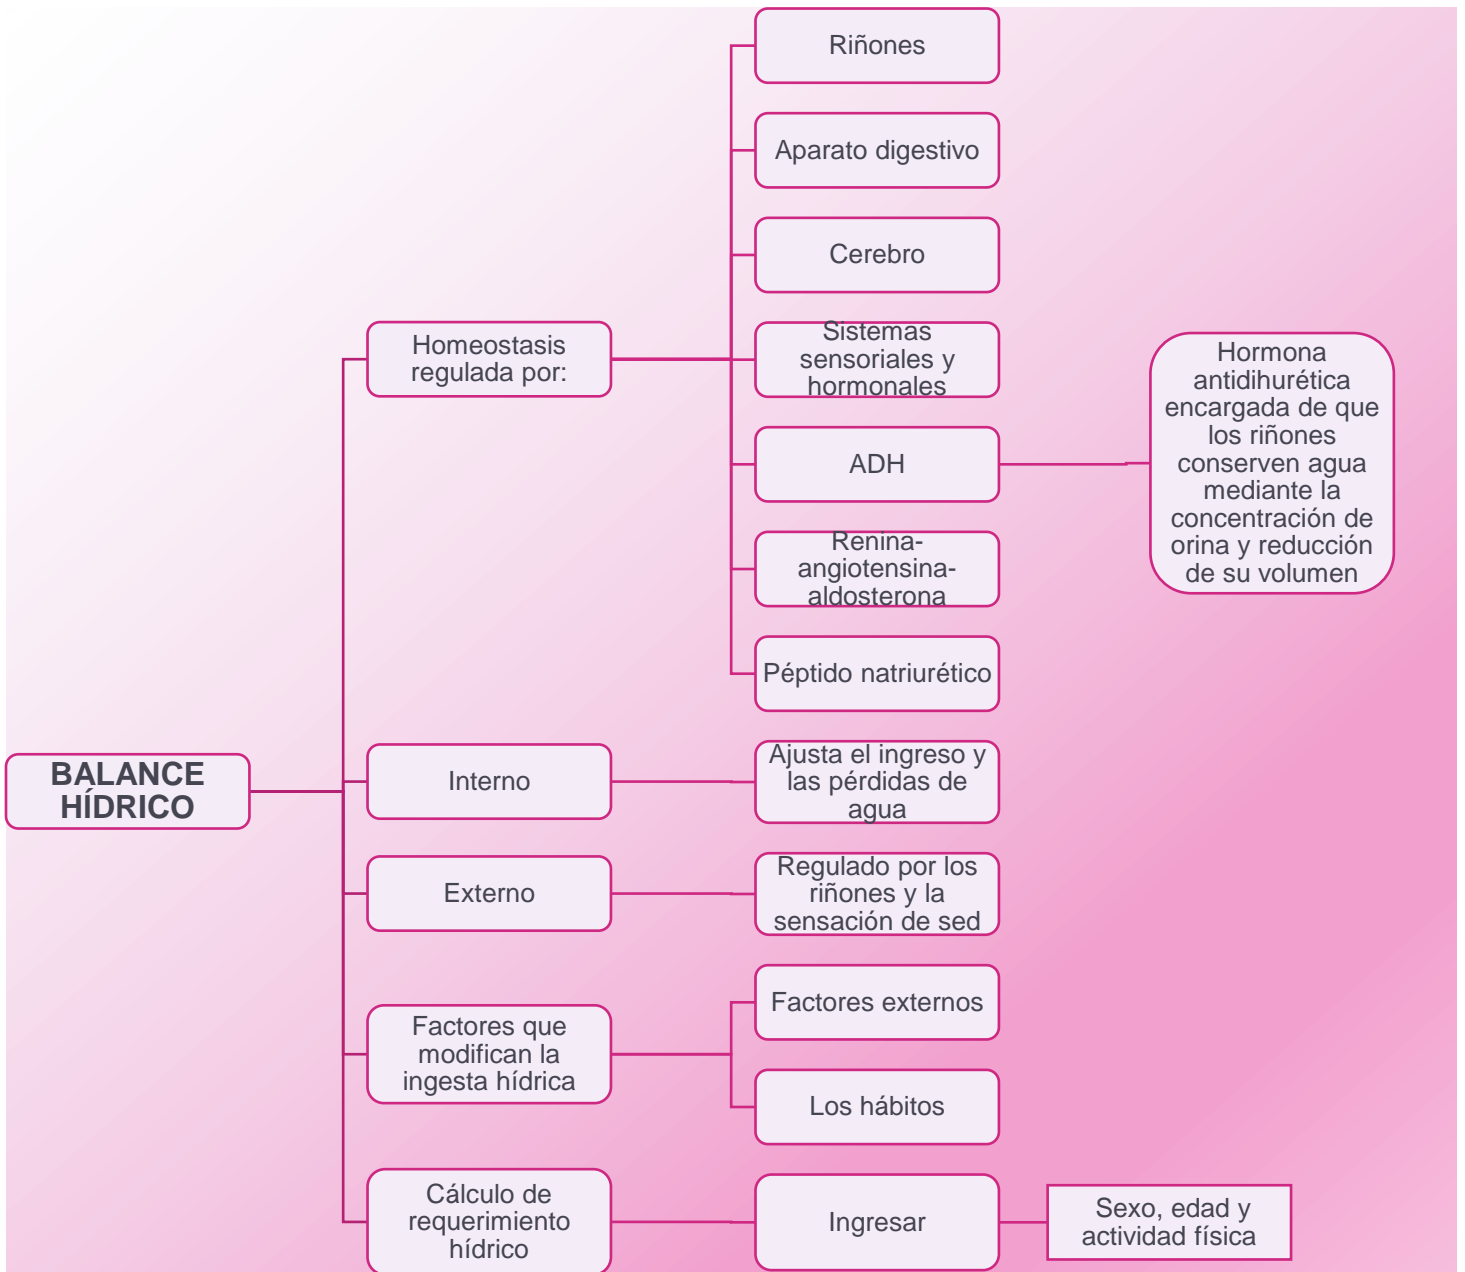 BALANCE
HÍDRICO
Homeostasis
regulada por:
Riñones
Aparato digestivo
Cerebro
Sistemas
sensoriales y
hormonales
ADH
Hormona
antidihurética
encargada de que
los riñones
conserven agua
mediante la
concentración de
orina y reducción
de su volumen
Renina-
angiotensina-
aldosterona
Péptido natriurético
Interno
Ajusta el ingreso y
las pérdidas de
agua
Externo
Regulado por los
riñones y la
sensación de sed
Factores que
modifican la
ingesta hídrica
Factores externos
Los hábitos
Cálculo de
requerimiento
hídrico
Ingresar
Sexo, edad y
actividad física